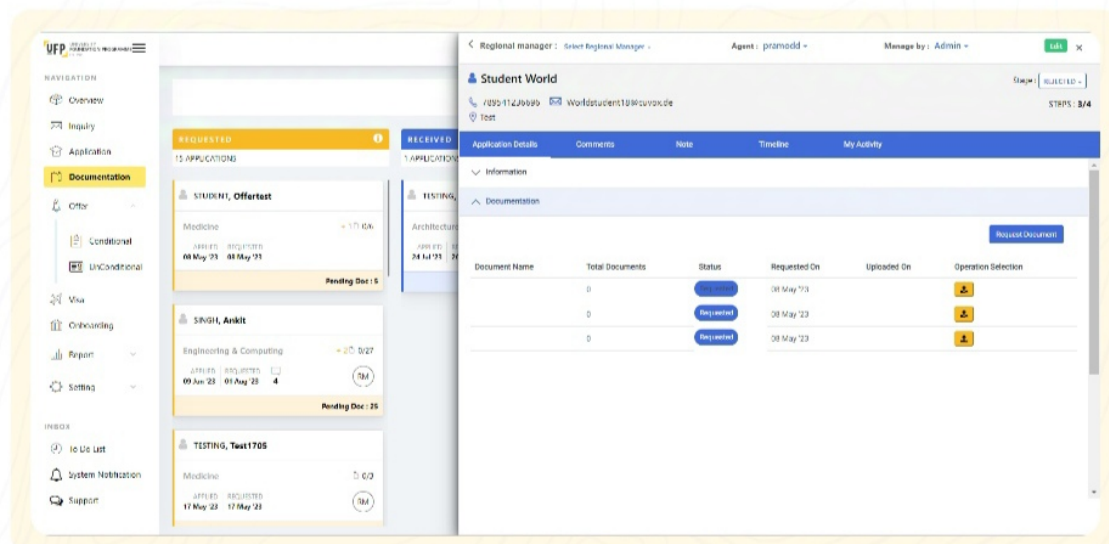 UFP
NAVIGATION
Overview
Inquiry
Application
Documentation
Offer
Conditional
UnConditional
Visa
Onboarding
Report
Setting
INBOX
To Do List
System Notification
Support
REQUESTED
15 APPLICATIONS
STUDENT, Offertest
Medicine
APPLIED REQUESTED
08 May '23 08 May '23
Pending Doc : 5
SINGH, Ankit
Engineering & Computing 0/27
APPLIED REQUESTED
09 Jun '23 01 Aug '23 4
RM
Pending Doc : 25
TESTING, Test1705
Medicine 0/3
APPLIED REQUESTED
17 May '23 17 May '23
RM
RECEIVED
1 APPLICATION
TESTING,
Architecture
APPLIED
24 Jul '23
Regional manager : Select Regional Manager Agent : pramodd Manage by : Admin Edit ×
Student World Stage : REJECTED
STEPS : 3/4
Test
Application Details Comments Note Timeline My Activity
Information
Documentation
Request Document
Document Name Total Documents Status Requested On Uploaded On Operation Selection
0 Requested 08 May '23
0 Requested 08 May '23
0 Requested 08 May '23